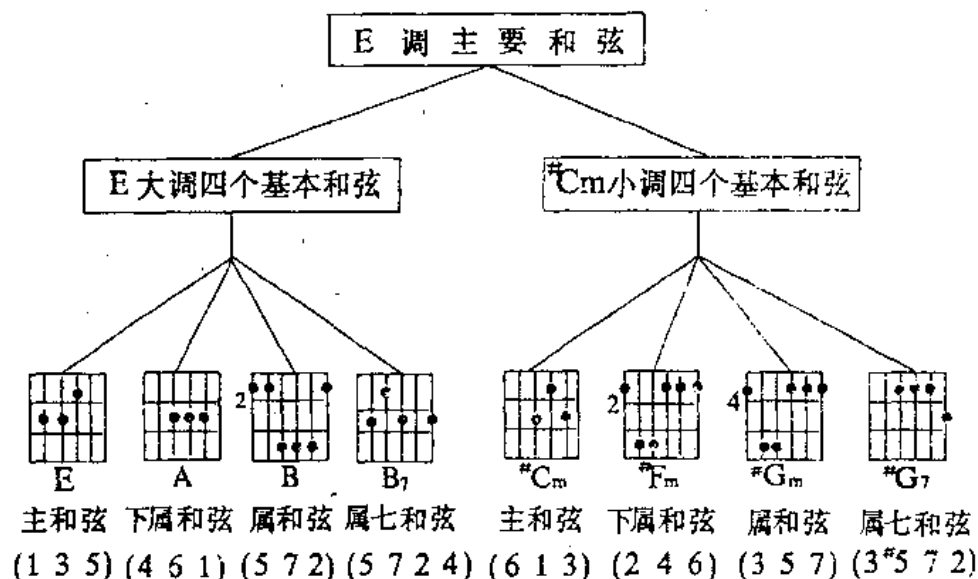 E 调 主 要 和 弦
E 大调四个基本和弦 #Cm小调四个基本和弦
2 2 4
E A B B7 #Cm #Fm #Gm #G7
主和弦 下属和弦 属和弦 属七和弦 主和弦 下属和弦 属和弦 属七和弦
(1 3 5) (4 6 1) (5 7 2) (5 7 2 4) (6 1 3) (2 4 6) (3 5 7) (3 #5 7 2)